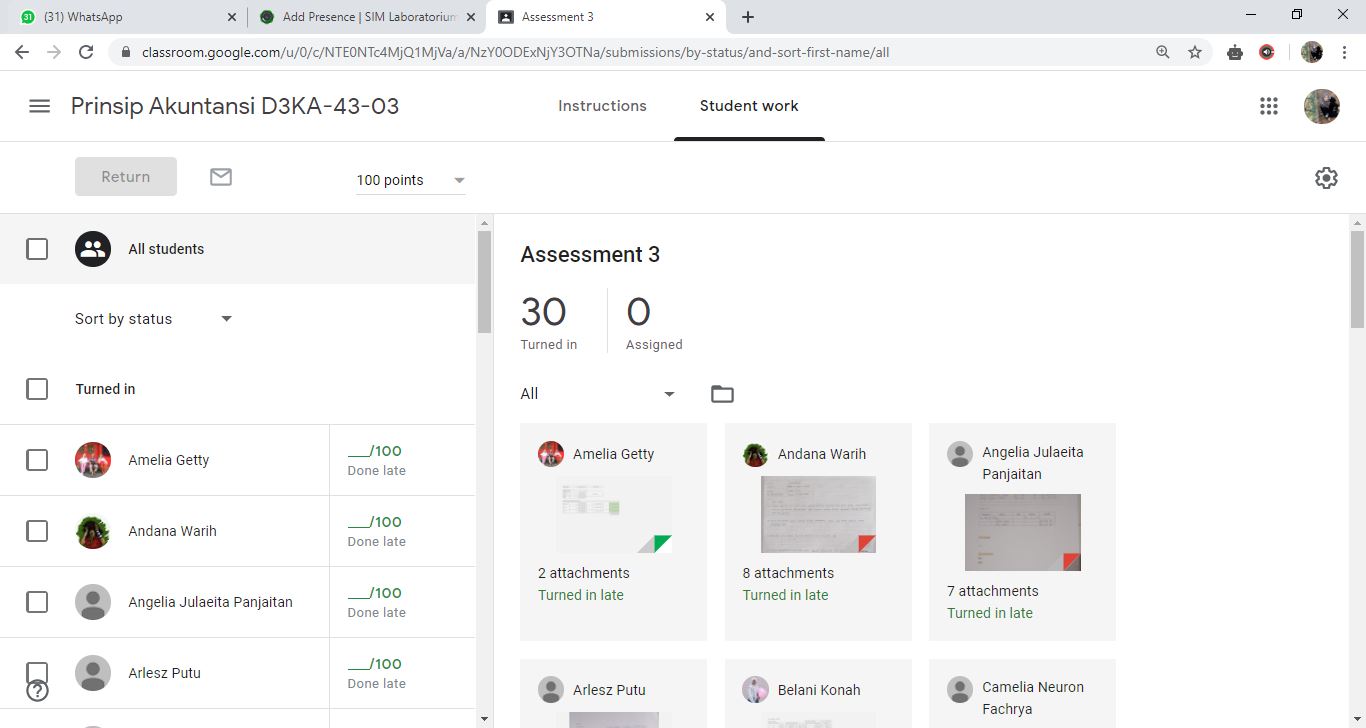 31
(31) WhatsApp
Add Presence | SIM Laboratorium
Assessment 3
classroom.google.com/u/0/c/NTE0NTc4MjQ1MjVa/a/NzY0ODExNjY3OTNa/submissions/by-status/and-sort-first-name/all
Prinsip Akuntansi D3KA-43-03
Instructions
Student work
Return
100 points
All students
Sort by status
Turned in
Amelia Getty
___/100
Done late
Andana Warih
___/100
Done late
Angelia Julaeita Panjaitan
___/100
Done late
Arlesz Putu
___/100
Done late
Assessment 3
30
Turned in
0
Assigned
All
Amelia Getty
2 attachments
Turned in late
Andana Warih
8 attachments
Turned in late
Angelia Julaeita
Panjaitan
7 attachments
Turned in late
Arlesz Putu
Belani Konah
Camelia Neuron
Fachrya